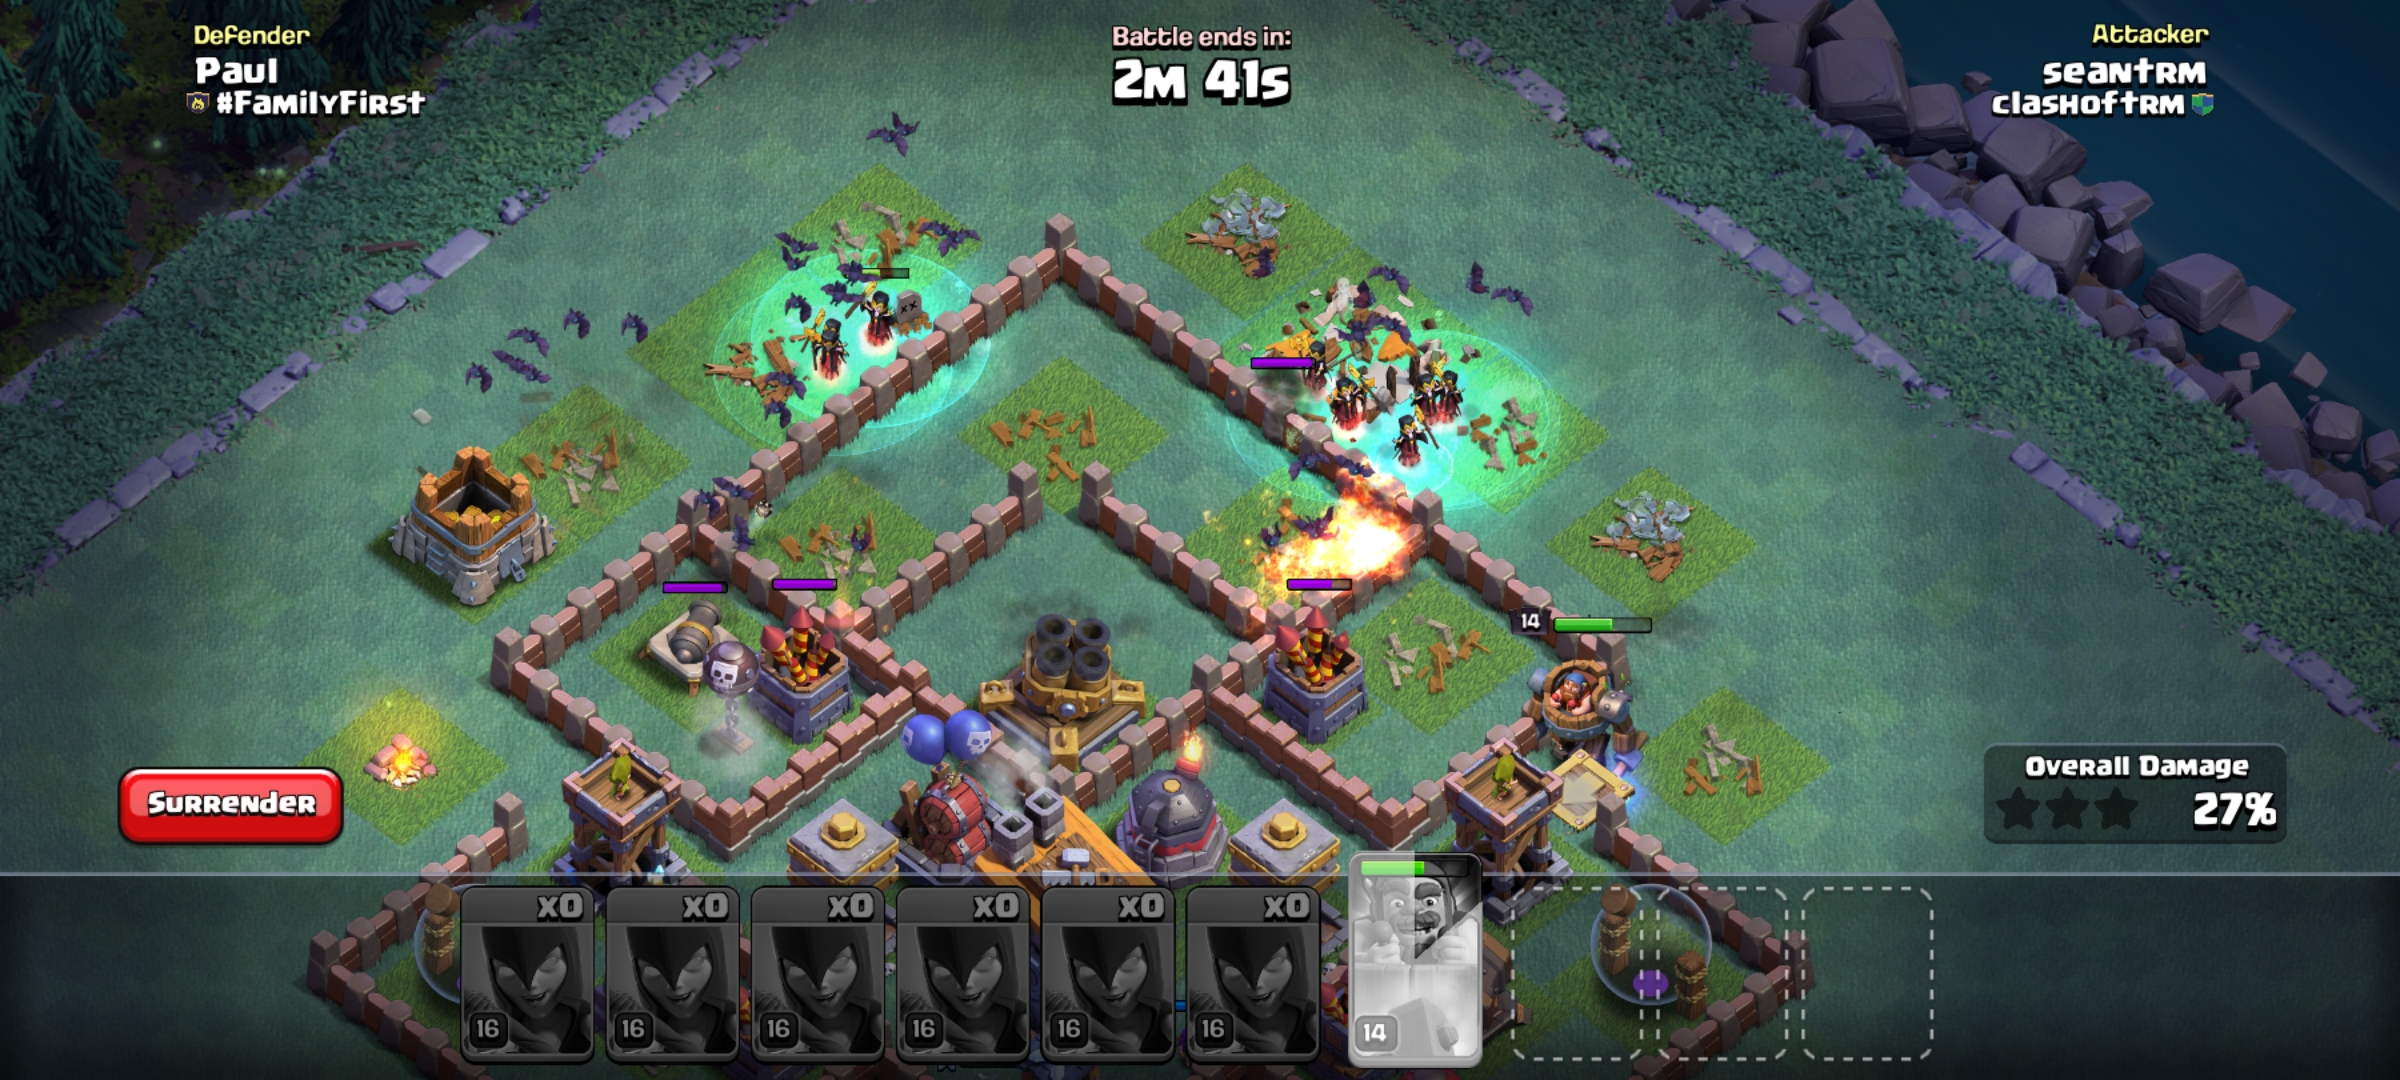 Defender
Paul
#FamilyFirst
Battle ends in:
2M 41s
Attacker
seantrm
clashoftrm
14
Surrender
Overall Damage
27%
x0
x0
x0
x0
x0
x0
16
16
16
16
16
16
14